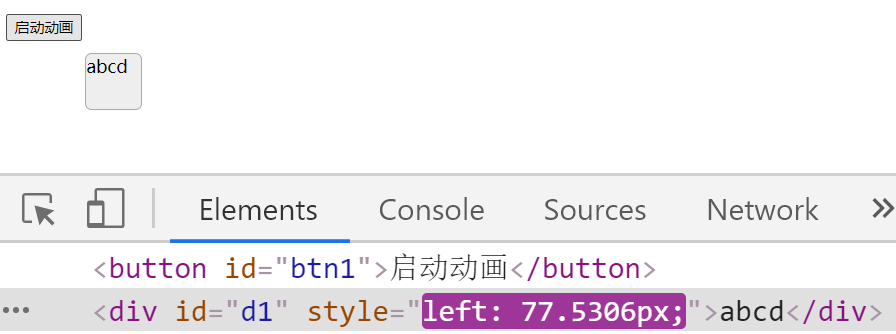 启动动画
abcd
Elements Console Sources Network »
<button id="btn1">启动动画</button>
••• <div id="d1" style="left: 77.5306px;">abcd</div>